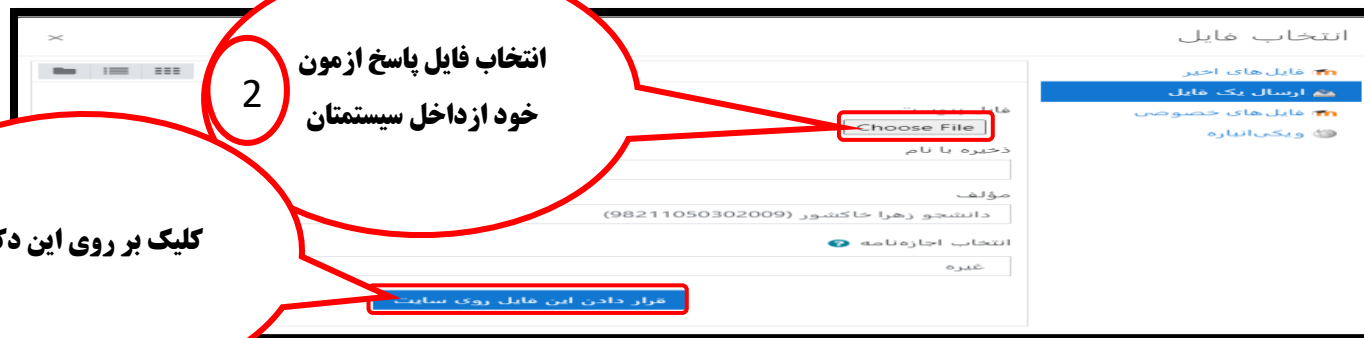 انتخاب فایل
×
فایل‌های اخیر
ارسال یک فایل
فایل‌های خصوصی
ویکی‌انباره
2
انتخاب فایل پاسخ ازمون
خود ازداخل سیستمتان
Choose File
ذخیره با نام
مؤلف
دانشجو زهرا خاکشور (98211050302009)
انتخاب اجازه‌نامه
غیره
قرار دادن این فایل روی سایت
کلیک بر روی این